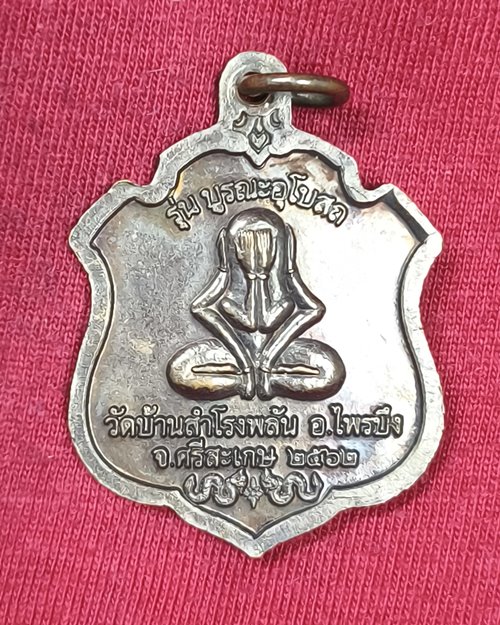 รุ่น บูรณะอุโบสถ
วัดบ้านสำโรงพลัน อ.ไพรบึง
จ.ศรีสะเกษ ๒๕๖๒